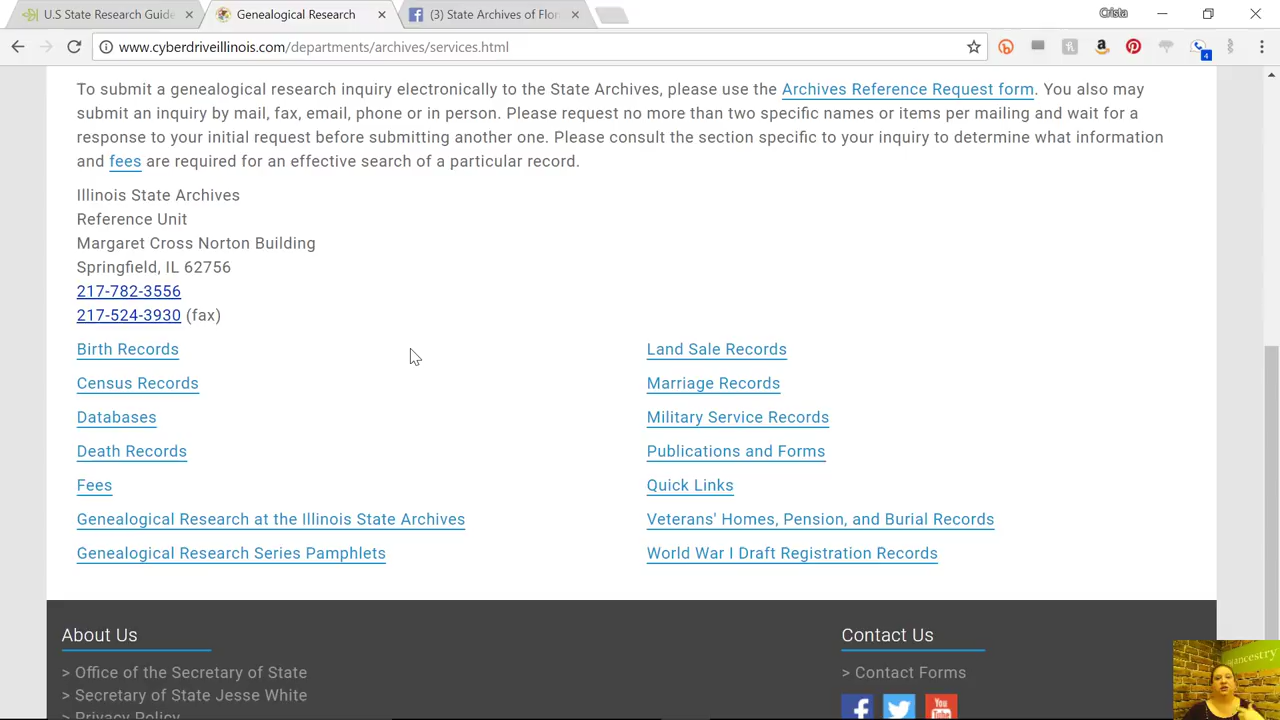 U.S State Research Guide
Genealogical Research
(3) State Archives of Flor
Crista
www.cyberdriveillinois.com/departments/archives/services.html
4
To submit a genealogical research inquiry electronically to the State Archives, please use the Archives Reference Request form. You also may
submit an inquiry by mail, fax, email, phone or in person. Please request no more than two specific names or items per mailing and wait for a
response to your initial request before submitting another one. Please consult the section specific to your inquiry to determine what information
and fees are required for an effective search of a particular record.
Illinois State Archives
Reference Unit
Margaret Cross Norton Building
Springfield, IL 62756
217-782-3556
217-524-3930 (fax)
Birth Records
Census Records
Databases
Death Records
Fees
Genealogical Research at the Illinois State Archives
Genealogical Research Series Pamphlets
Land Sale Records
Marriage Records
Military Service Records
Publications and Forms
Quick Links
Veterans' Homes, Pension, and Burial Records
World War I Draft Registration Records
About Us
> Office of the Secretary of State
> Secretary of State Jesse White
> Privacy Policy
Contact Us
> Contact Forms
You
Tube
ancestry